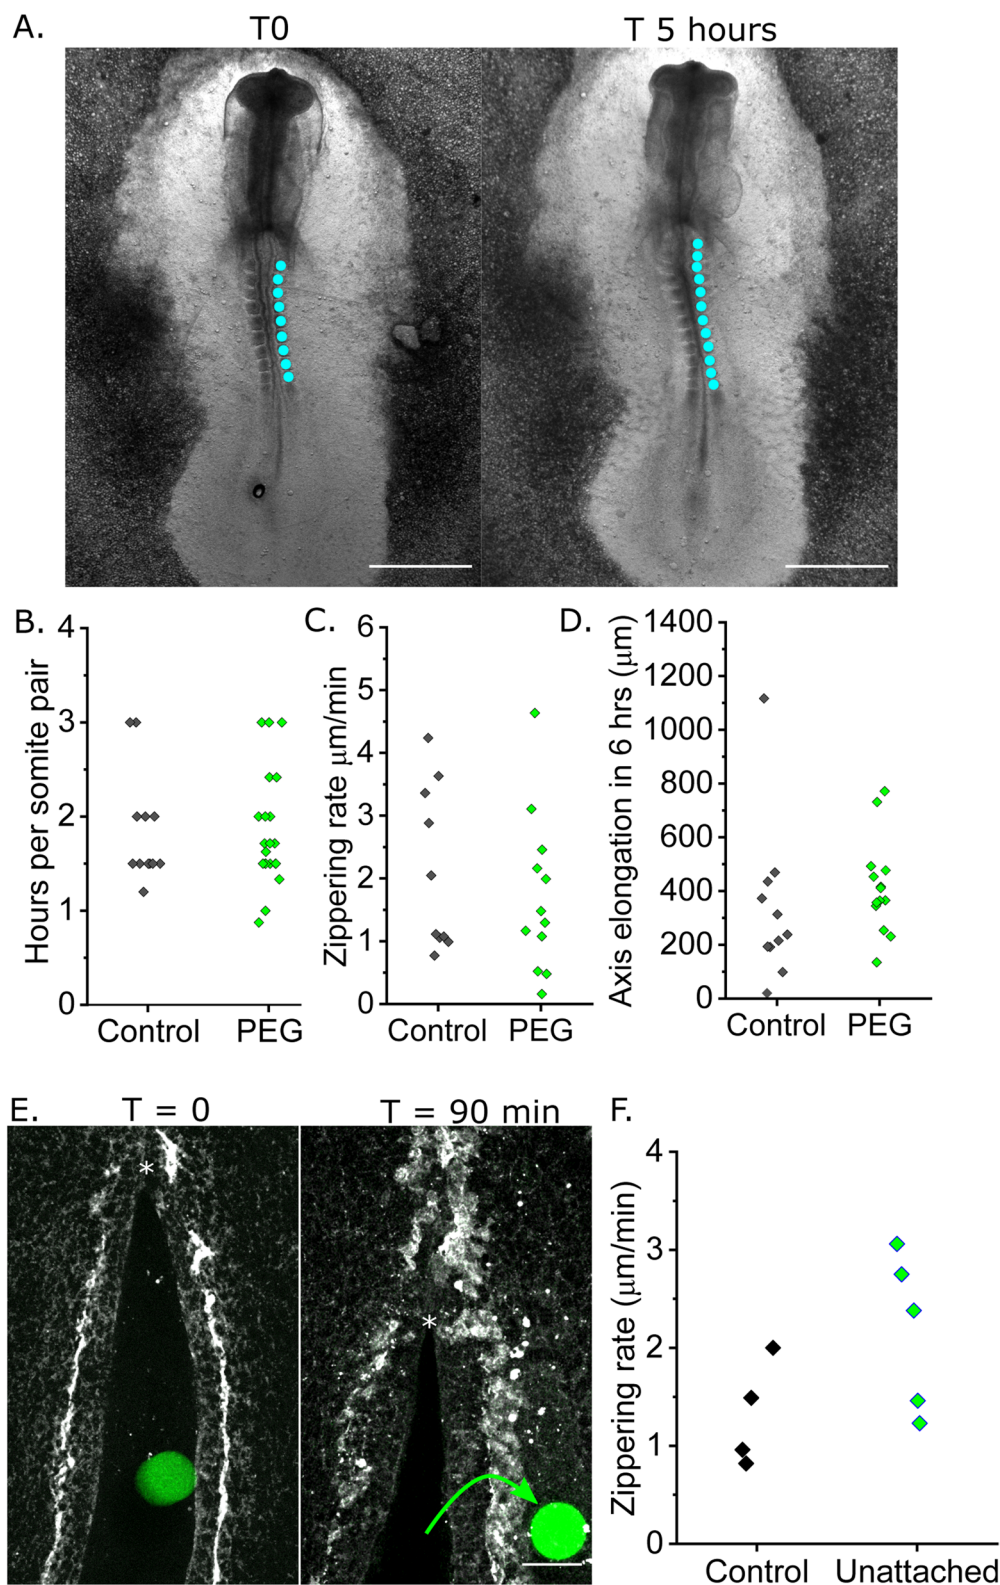 A.
T0
T 5 hours
B.
Hours per somite pair
4
3
2
1
0
Control
PEG
C.
Zippering rate μm/min
6
5
4
3
2
1
0
Control
PEG
D.
Axis elongation in 6 hrs (μm)
1400
1200
1000
800
600
400
200
0
Control
PEG
E.
T = 0
T = 90 min
*
*
F.
Zippering rate (μm/min)
4
3
2
1
0
Control
Unattached